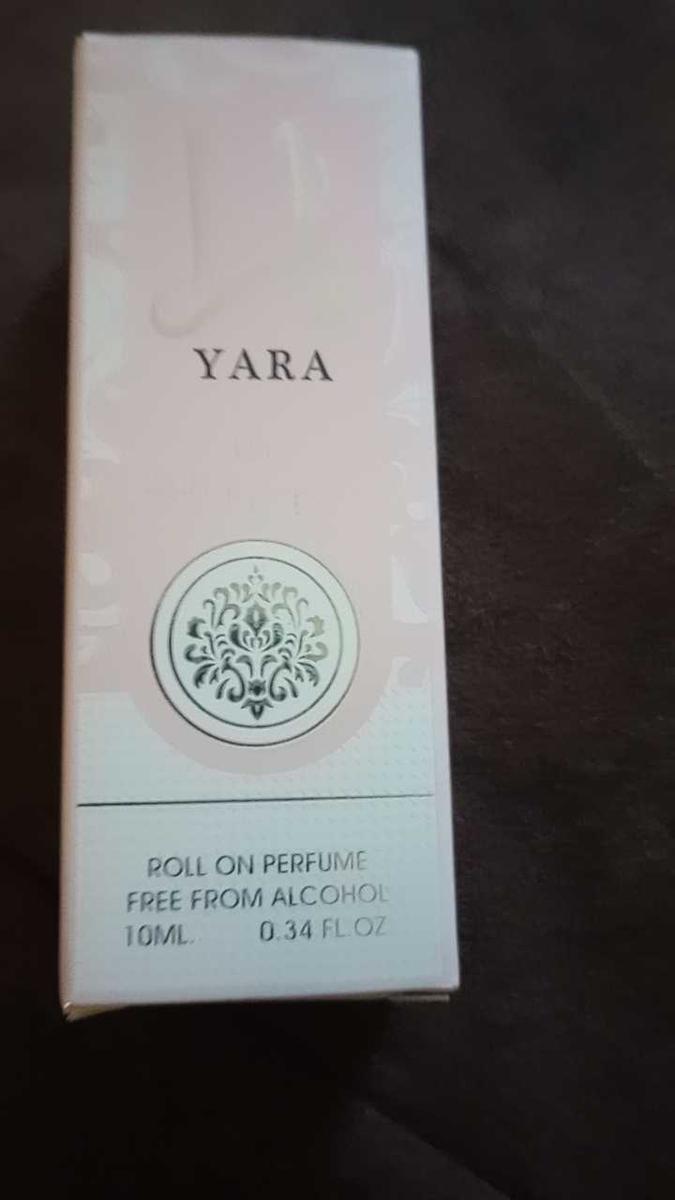 YARA
ROLL ON PERFUME
FREE FROM ALCOHOL
10ML. 0.34 FL.OZ